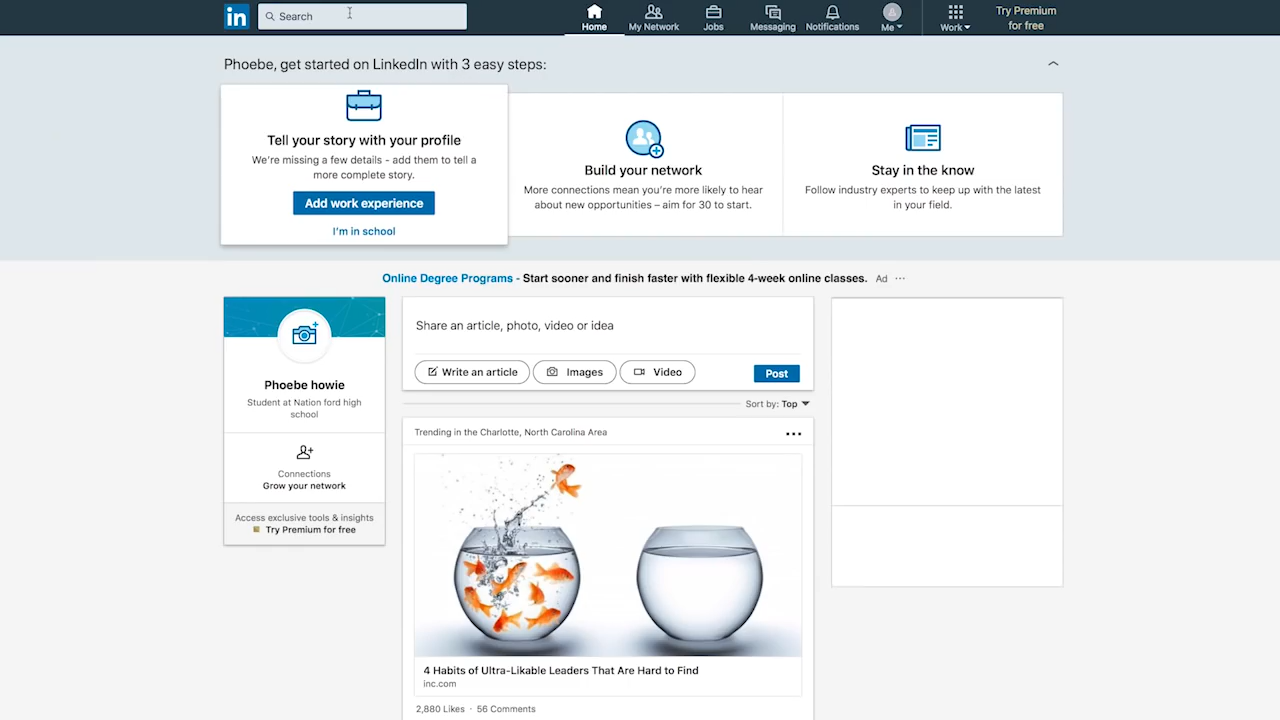 in
Search
Home
My Network
Jobs
Messaging
Notifications
Me
Work
Try Premium
for free
Phoebe, get started on LinkedIn with 3 easy steps:
Tell your story with your profile
We're missing a few details - add them to tell a
more complete story.
Add work experience
I'm in school
Build your network
More connections mean you're more likely to hear
about new opportunities – aim for 30 to start.
Stay in the know
Follow industry experts to keep up with the latest
in your field.
Online Degree Programs - Start sooner and finish faster with flexible 4-week online classes. Ad
Phoebe howie
Student at Nation ford high
school
Connections
Grow your network
Access exclusive tools & insights
Try Premium for free
Share an article, photo, video or idea
Write an article
Images
Video
Post
Sort by: Top
Trending in the Charlotte, North Carolina Area
4 Habits of Ultra-Likable Leaders That Are Hard to Find
inc.com
2,880 Likes · 56 Comments